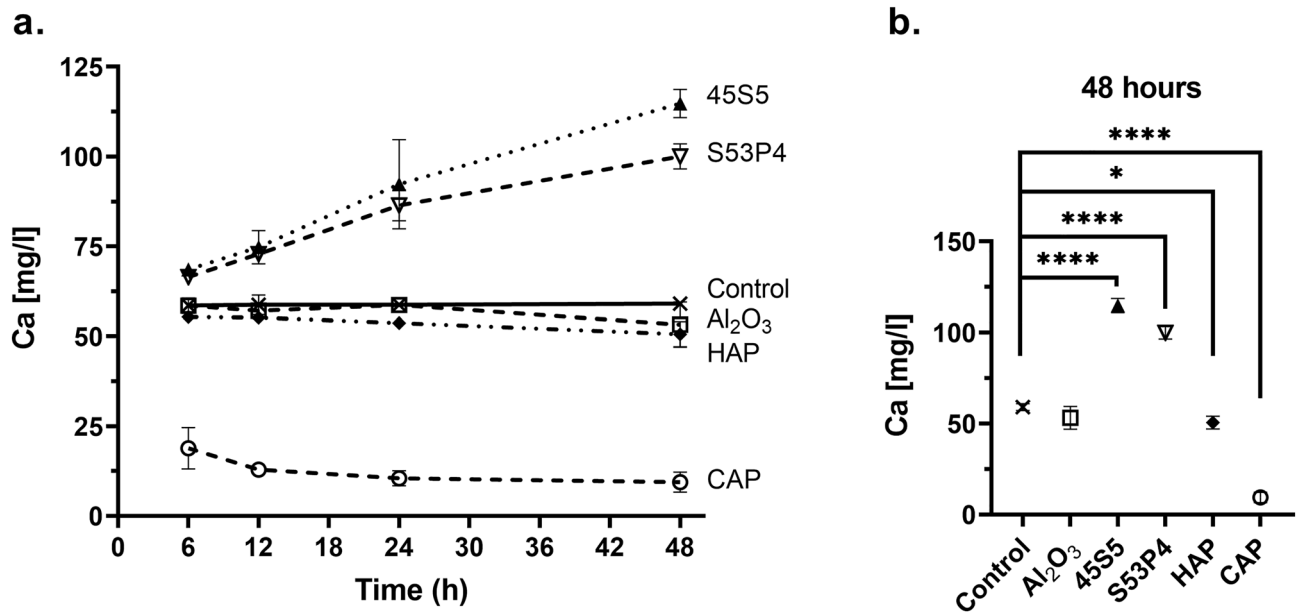 a.
125
100
75
50
25
0
Ca [mg/l]
0 6 12 18 24 30 36 42 48
Time (h)
45S5
S53P4
Control
Al₂O₃
HAP
CAP
b.
48 hours
****
*
****
****
150
100
50
0
Ca [mg/l]
Control
Al₂O₃
45S5
S53P4
HAP
CAP